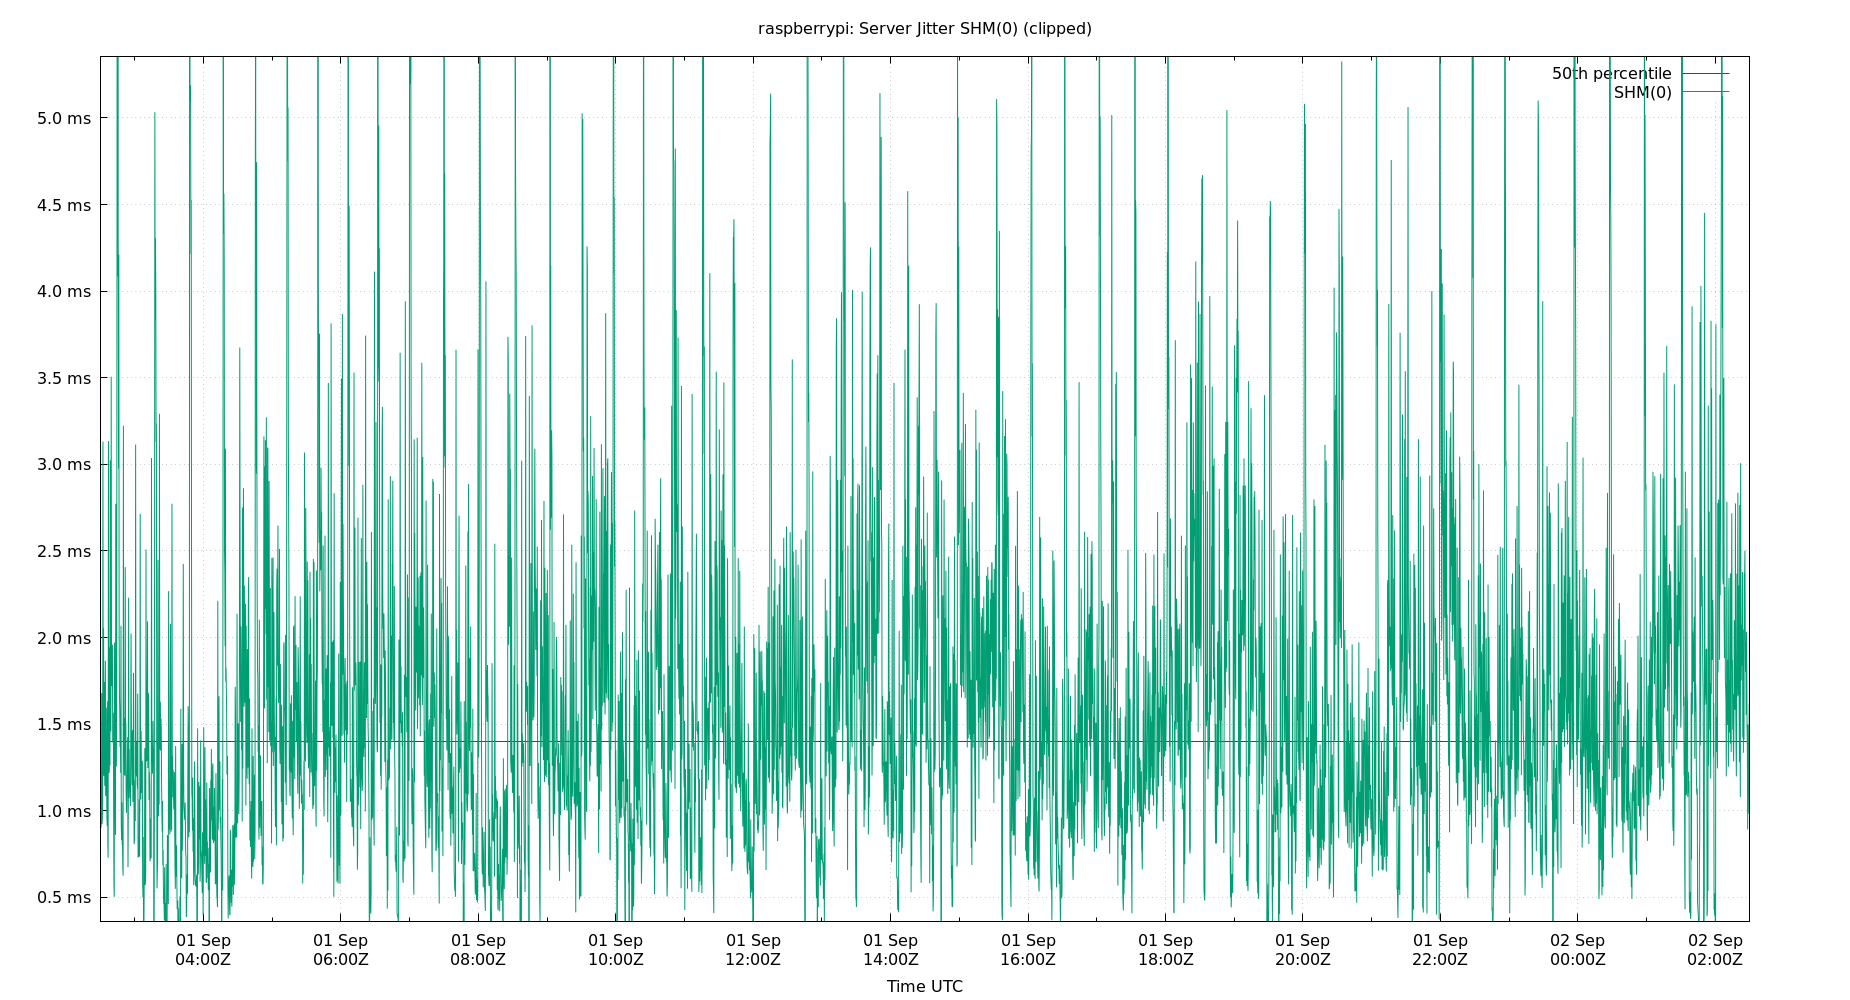 raspberrypi: Server Jitter SHM(0) (clipped)
50th percentile
SHM(0)
5.0 ms
4.5 ms
4.0 ms
3.5 ms
3.0 ms
2.5 ms
2.0 ms
1.5 ms
1.0 ms
0.5 ms
01 Sep 01 Sep 01 Sep 01 Sep 01 Sep 01 Sep 01 Sep 01 Sep 01 Sep 01 Sep 02 Sep 02 Sep
04:00Z 06:00Z 08:00Z 10:00Z 12:00Z 14:00Z 16:00Z 18:00Z 20:00Z 22:00Z 00:00Z 02:00Z
Time UTC